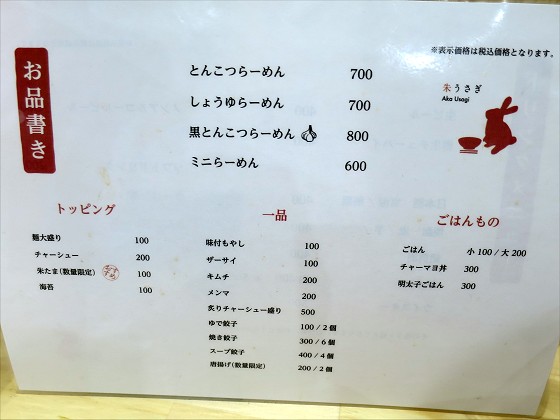 ※表示価格は税込価格となります。
お品書き
とんこつらーめん 700
しょうゆらーめん 700
黒とんこつらーめん 800
ミニらーめん 600
朱うさぎ
Aka Usagi
トッピング
麺大盛り 100
チャーシュー 200
朱たま(数量限定) 100
海苔 100
一品
味付もやし 100
ザーサイ 100
キムチ 200
メンマ 200
炙りチャーシュー盛り 500
ゆで餃子 100/2個
焼き餃子 300/6個
スープ餃子 400/4個
唐揚げ(数量限定) 200/2個
ごはんもの
ごはん 小100/大200
チャーマヨ丼 300
明太子ごはん 300